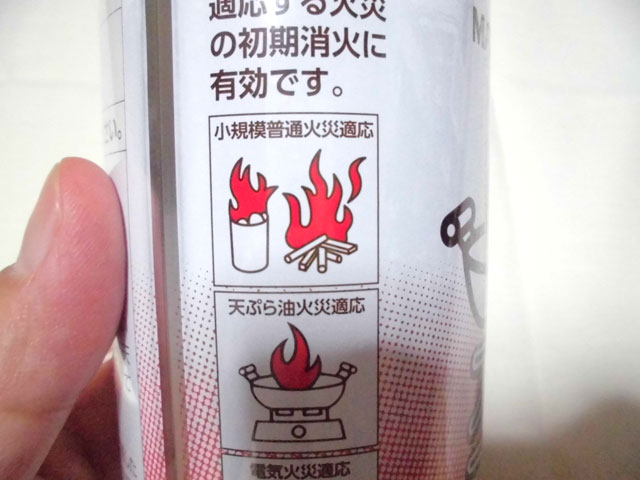 適応する火災
の初期消火に
有効です。
小規模普通火災適応
天ぷら油火災適応
電気火災適応
さい。